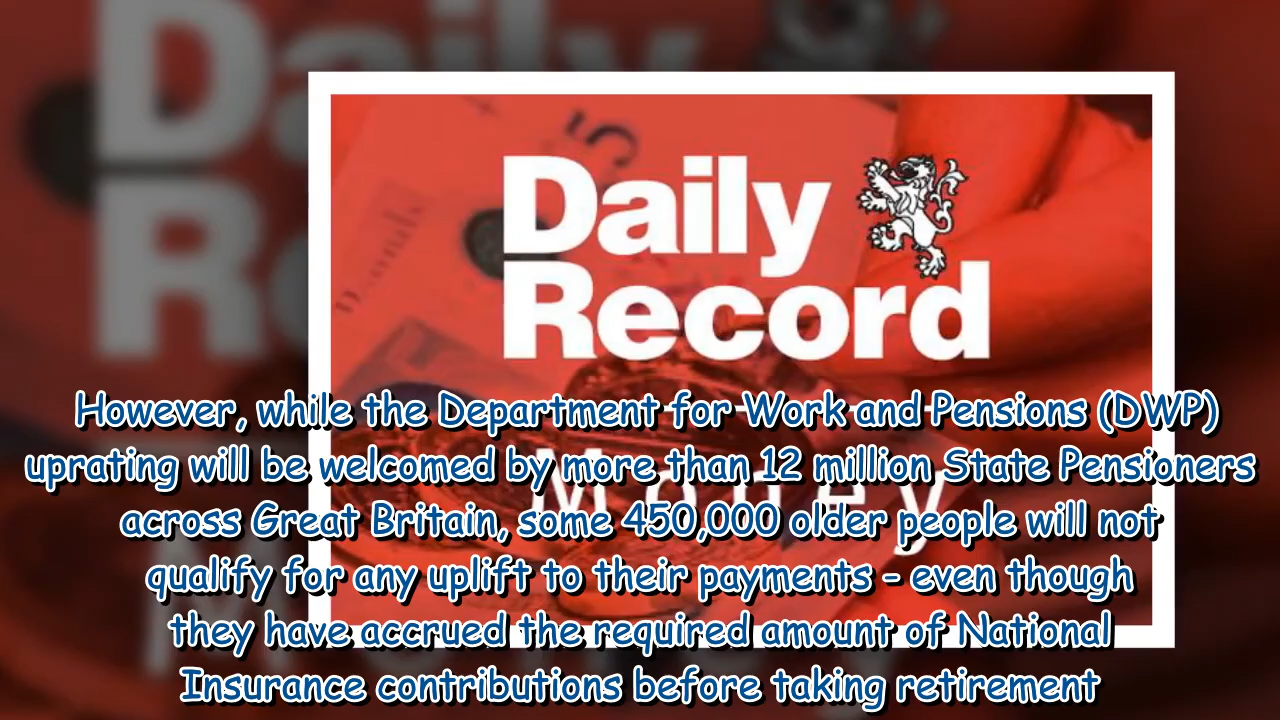 Daily
Record
Money
However, while the Department for Work and Pensions (DWP)
uprating will be welcomed by more than 12 million State Pensioners
across Great Britain, some 450,000 older people will not
qualify for any uplift to their payments - even though
they have accrued the required amount of National
Insurance contributions before taking retirement